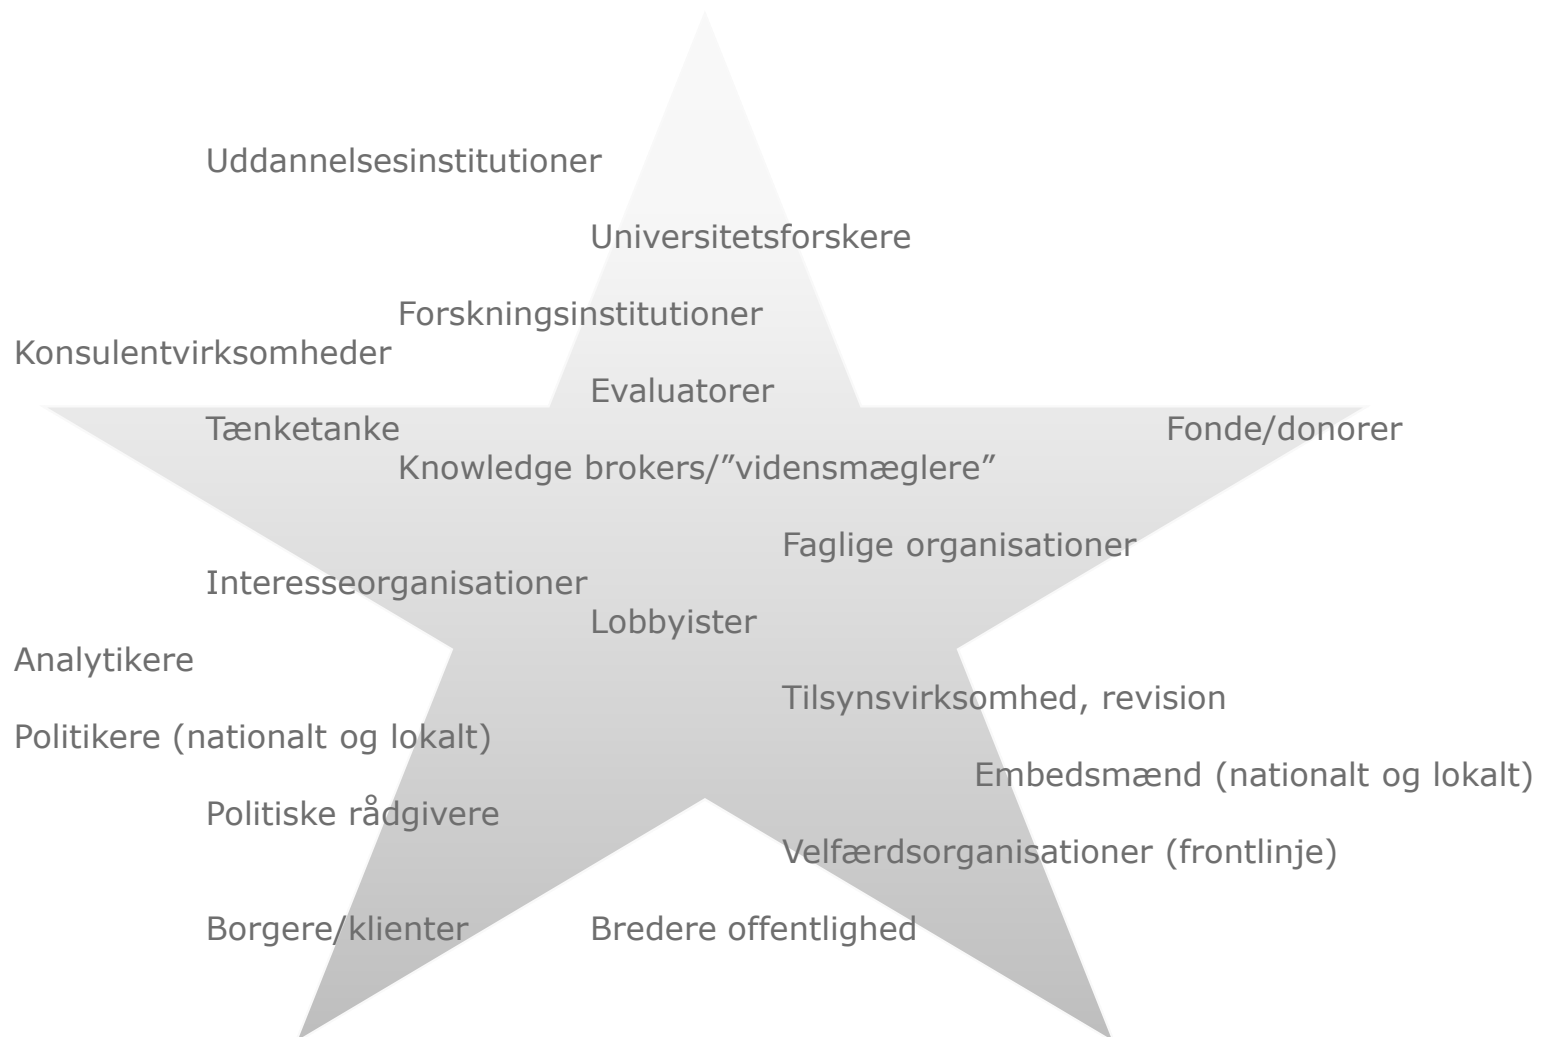 Uddannelsesinstitutioner
Universitetsforskere
Forskningsinstitutioner
Konsulentvirksomheder
Evaluatorer
Tænketanke
Fonde/donorer
Knowledge brokers/”vidensmæglere”
Faglige organisationer
Interesseorganisationer
Lobbyister
Analytikere
Tilsynsvirksomhed, revision
Politikere (nationalt og lokalt)
Embedsmænd (nationalt og lokalt)
Politiske rådgivere
Velfærdsorganisationer (frontlinje)
Borgere/klienter
Bredere offentlighed